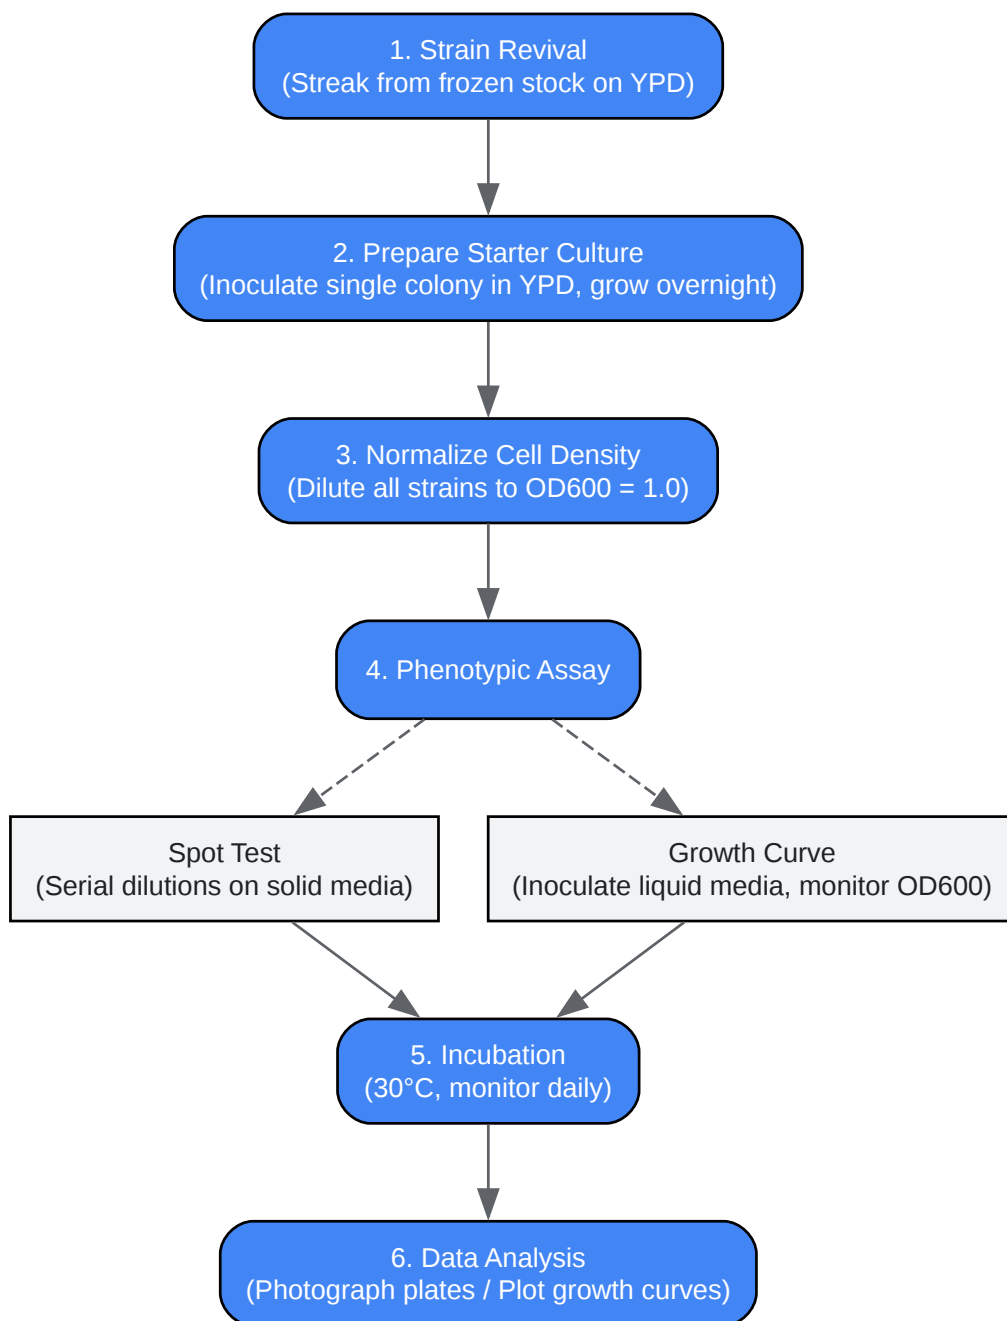 1. Strain Revival
(Streak from frozen stock on YPD)
2. Prepare Starter Culture
(Inoculate single colony in YPD, grow overnight)
3. Normalize Cell Density
(Dilute all strains to OD600 = 1.0)
4. Phenotypic Assay
Spot Test
(Serial dilutions on solid media)
Growth Curve
(Inoculate liquid media, monitor OD600)
5. Incubation
(30°C, monitor daily)
6. Data Analysis
(Photograph plates / Plot growth curves)